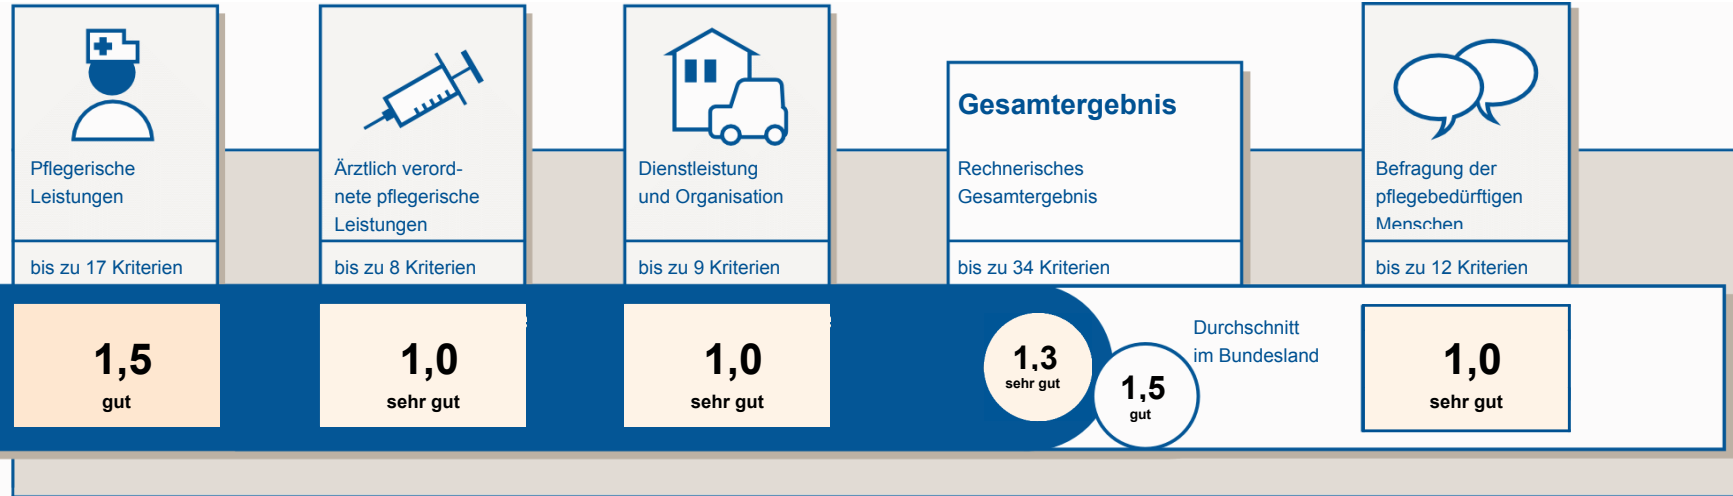 Pflegerische
Leistungen
bis zu 17 Kriterien
1,5
gut
Ärztlich verord-
nete pflegerische
Leistungen
bis zu 8 Kriterien
1,0
sehr gut
Dienstleistung
und Organisation
bis zu 9 Kriterien
1,0
sehr gut
Gesamtergebnis
Rechnerisches
Gesamtergebnis
bis zu 34 Kriterien
1,3
sehr gut
1,5
gut
Durchschnitt
im Bundesland
Befragung der
pflegebedürftigen
Menschen
bis zu 12 Kriterien
1,0
sehr gut